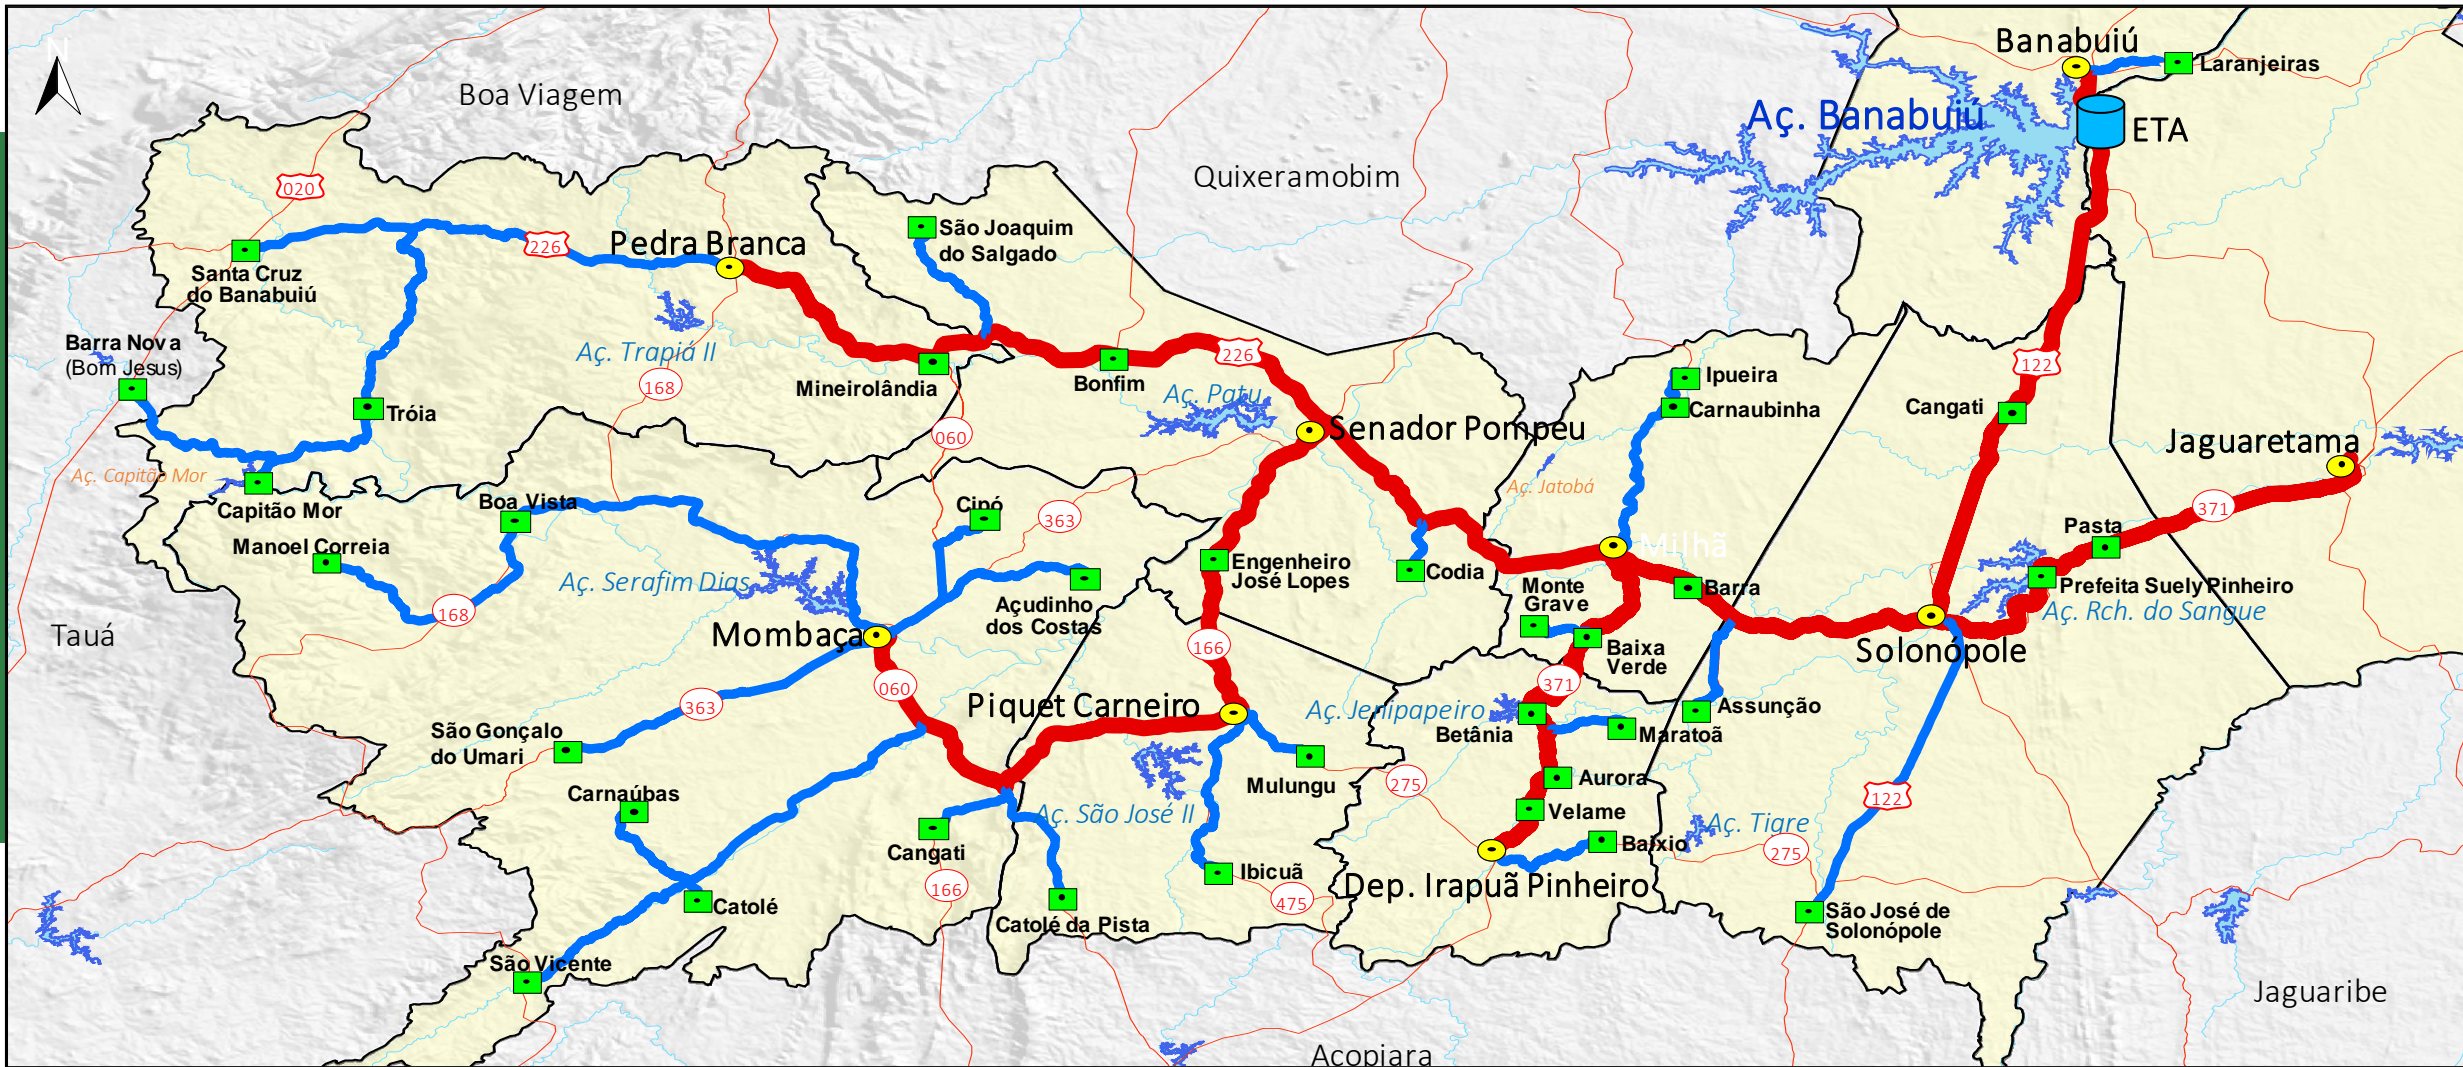 N
Banabuiú
Laranjeiras
Boa Viagem
Aç. Banabuiu
ETA
Quixeramobim
020
São Joaquim
do Salgado
226
Pedra Branca
Santa Cruz
do Banabuiú
Barra Nova
(Bom Jesus)
Aç. Trapiá II
168
Mineirolândia
226
Bonfim
Aç. Patu
122
Ipueira
Carnaubinha
Cangati
Tróia
060
Senador Pompeu
Jaguaretama
Aç. Capitão Mor
Capitão Mor
Boa Vista
Cipó
363
Aç. Jatobá
371
Pasta
Manoel Correia
Milhã
Engenheiro
José Lopes
Codia
Aç. Serafim Dias
Monte
Grave
Barra
Prefeita Suely Pinheiro
Aç. Rch. do Sangue
168
Açudinho
dos Costas
Tauá
Mombaça
166
Baixa
Verde
Solonópole
060
371
363
Piquet Carneiro
Aç. Jenipapeiro
Betânia
Maratoã
Assunção
São Gonçalo
do Umari
Mulungu
275
Aurora
122
Carnaúbas
Aç. São José II
Velame
Aç. Tigre
Cangati
Baixio
275
166
Ibicuã
475
Dep. Irapuã Pinheiro
Catolé
Catolé da Pista
São José de
Solonópole
São Vicente
Jaguaribe
Acopiara